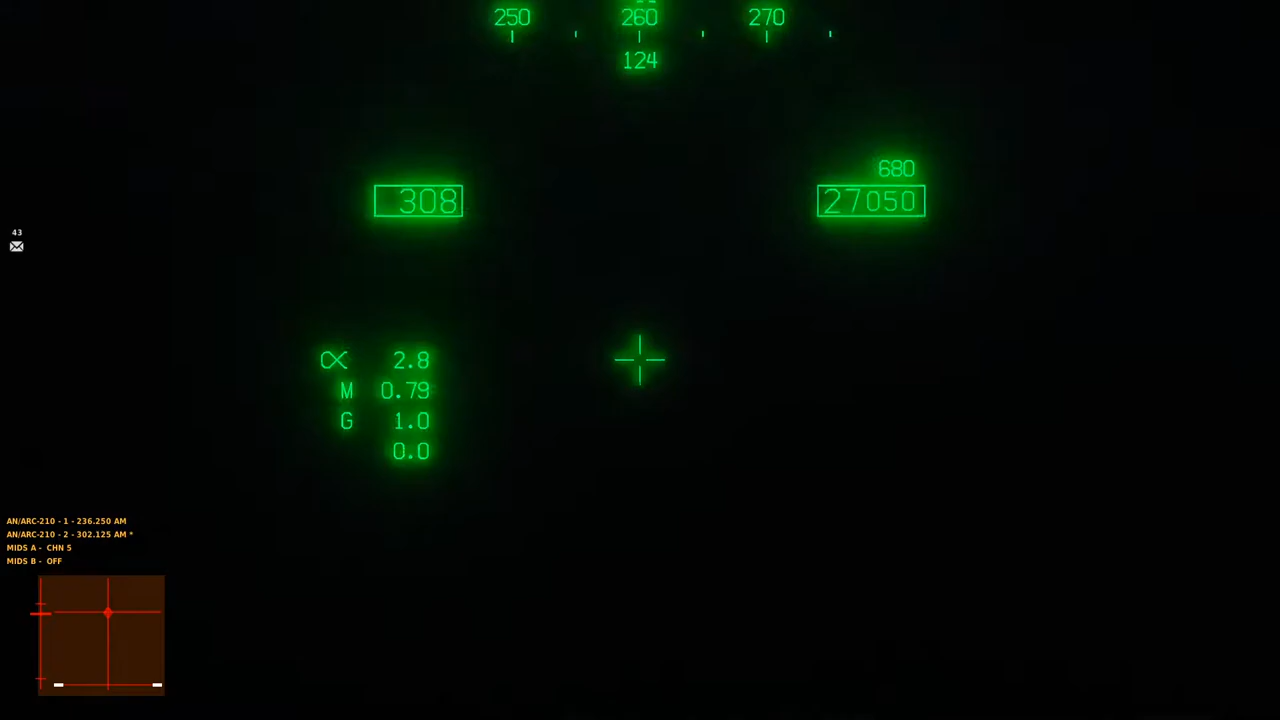 250 260 270
124
680
308
27050
43
α 2.8
M 0.79
G 1.0
0.0
AN/ARC-210 - 1 - 236.250 AM
AN/ARC-210 - 2 - 302.125 AM *
MIDS A - CHN 5
MIDS B - OFF